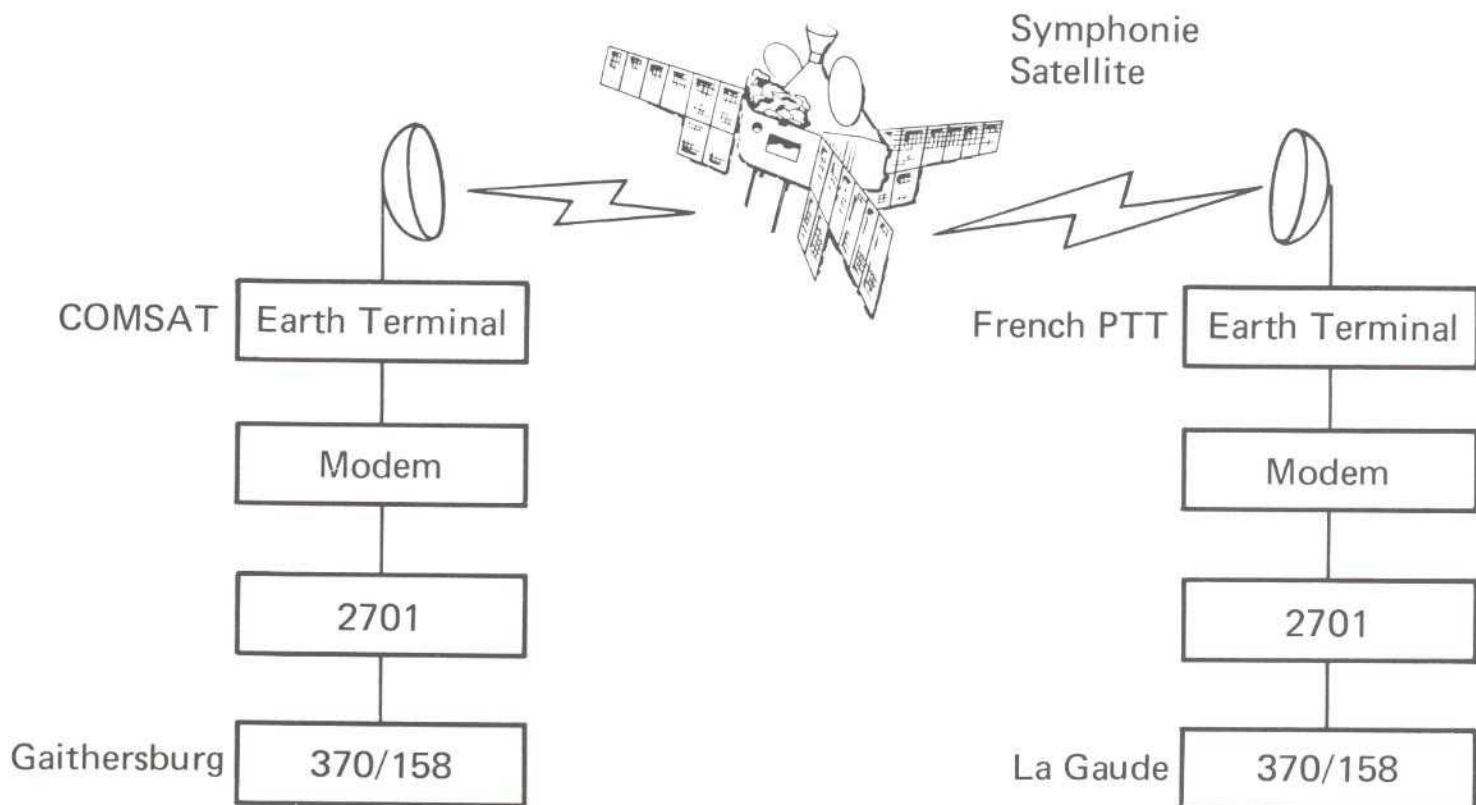 Symphonie
Satellite
COMSAT
Earth Terminal
French PTT
Earth Terminal
Modem
Modem
2701
2701
Gaithersburg
370/158
La Gaude
370/158